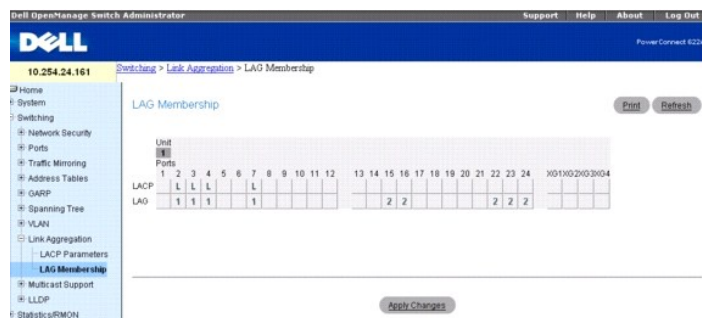 Dell OpenManage Switch Administrator
Support Help About Log Out
DELL
PowerConnect 622
10.254.24.161
Switching > Link Aggregation > LAG Membership
Home
System
Switching
Network Security
Ports
Traffic Mirroring
Address Tables
GARP
Spanning Tree
VLAN
Link Aggregation
LACP Parameters
LAG Membership
Multicast Support
LLDP
Statistics/RMON
LAG Membership
Print Refresh
Unit
1
Ports
1 2 3 4 5 6 7 8 9 10 11 12 13 14 15 16 17 18 19 20 21 22 23 24 XG1 XG2 XG3 XG4
LACP L L L L
LAG 1 1 1 1 2 2 2 2 2
Apply Changes